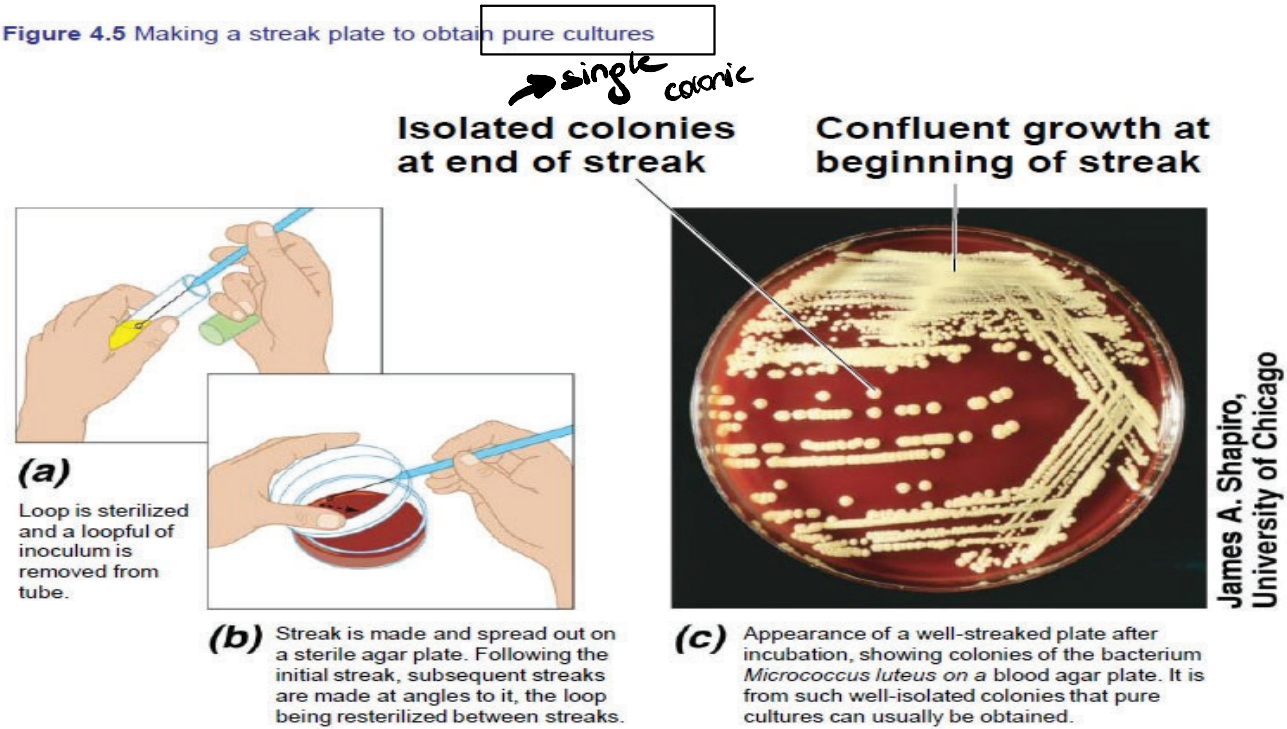 Figure 4.5 Making a streak plate to obtain pure cultures
single colonie
Isolated colonies
at end of streak
Confluent growth at
beginning of streak
(a)
Loop is sterilized
and a loopful of
inoculum is
removed from
tube.
(b) Streak is made and spread out on
a sterile agar plate. Following the
initial streak, subsequent streaks
are made at angles to it, the loop
being resterilized between streaks.
(c) Appearance of a well-streaked plate after
incubation, showing colonies of the bacterium
Micrococcus luteus on a blood agar plate. It is
from such well-isolated colonies that pure
cultures can usually be obtained.
James A. Shapiro,
University of Chicago